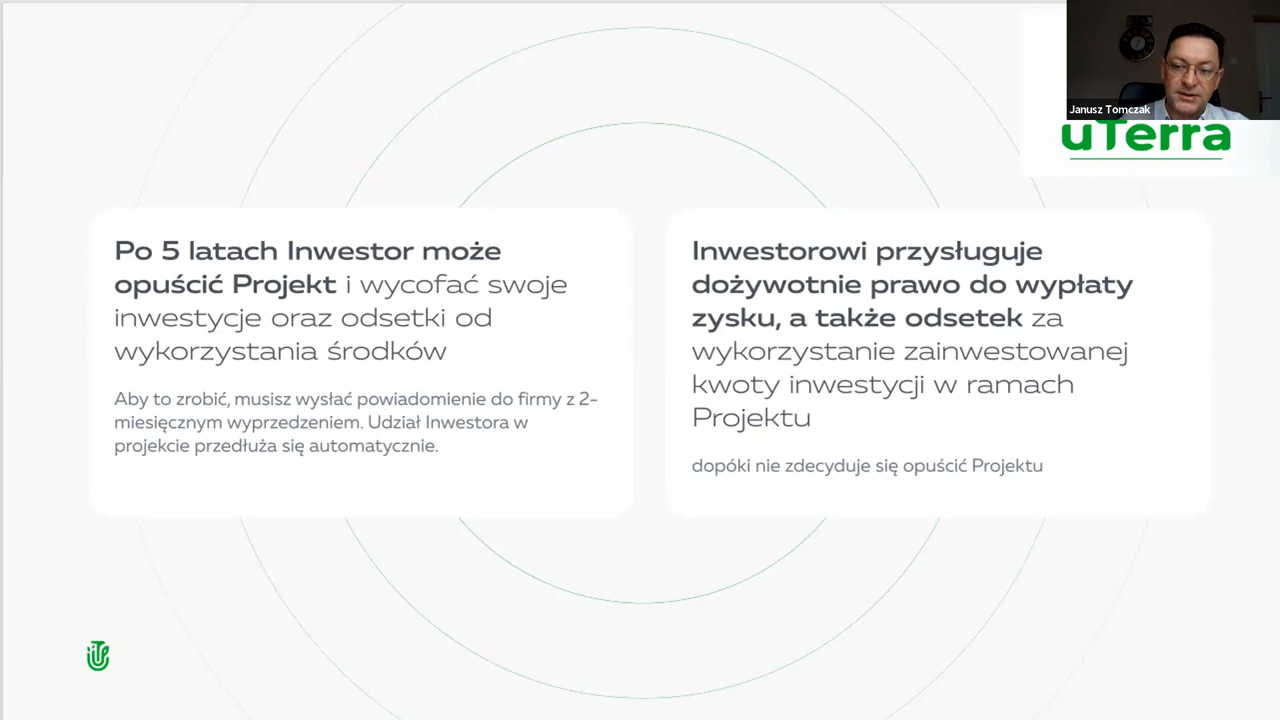 Janusz Tomczak
uTerra
Po 5 latach Inwestor może
opuścić Projekt i wycofać swoje
inwestycje oraz odsetki od
wykorzystania środków
Aby to zrobić, musisz wysłać powiadomienie do firmy z 2-
miesięcznym wyprzedzeniem. Udział Inwestora w
projekcie przedłuża się automatycznie.
Inwestorowi przysługuje
dożywotnie prawo do wypłaty
zysku, a także odsetek za
wykorzystanie zainwestowanej
kwoty inwestycji w ramach
Projektu
dopóki nie zdecyduje się opuścić Projektu